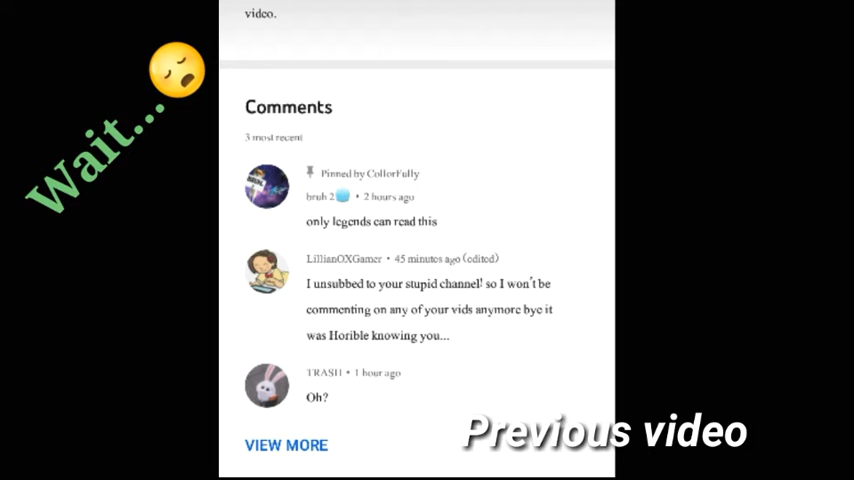 video.
Wait...
Comments
3 most recent
Pinned by CollorFully
bruh 2 • 2 hours ago
only legends can read this
LillianOXGamer • 45 minutes ago (edited)
I unsubbed to your stupid channel! so I won't be
commenting on any of your vids anymore bye it
was Horible knowing you...
TRASH • 1 hour ago
Oh?
VIEW MORE
Previous video